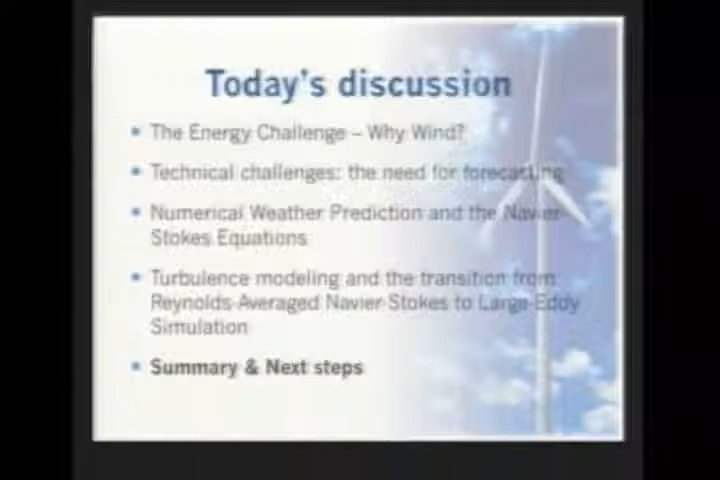 Today's discussion
• The Energy Challenge – Why Wind?
• Technical challenges: the need for forecasting
• Numerical Weather Prediction and the Navier-
Stokes Equations
• Turbulence modeling and the transition from
Reynolds-Averaged Navier-Stokes to Large-Eddy
Simulation
• Summary & Next steps